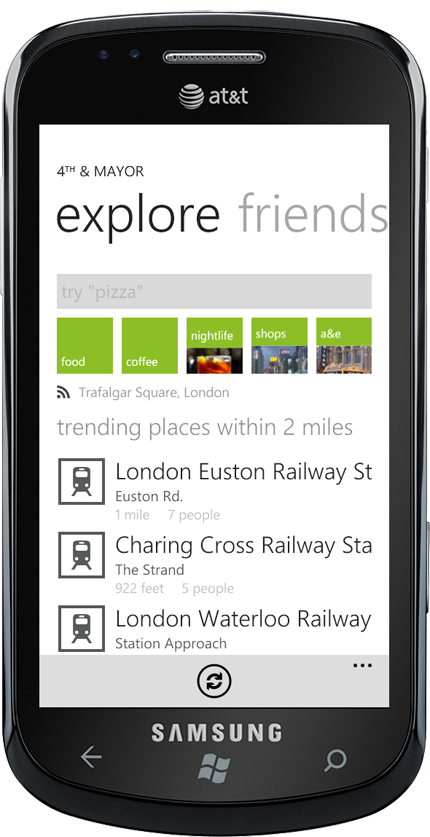 at&t
4TH & MAYOR
explore friends
try "pizza"
food coffee nightlife shops a&e
Trafalgar Square, London
trending places within 2 miles
London Euston Railway St
Euston Rd.
1 mile 7 people
Charing Cross Railway Sta
The Strand
922 feet 5 people
London Waterloo Railway
Station Approach
SAMSUNG